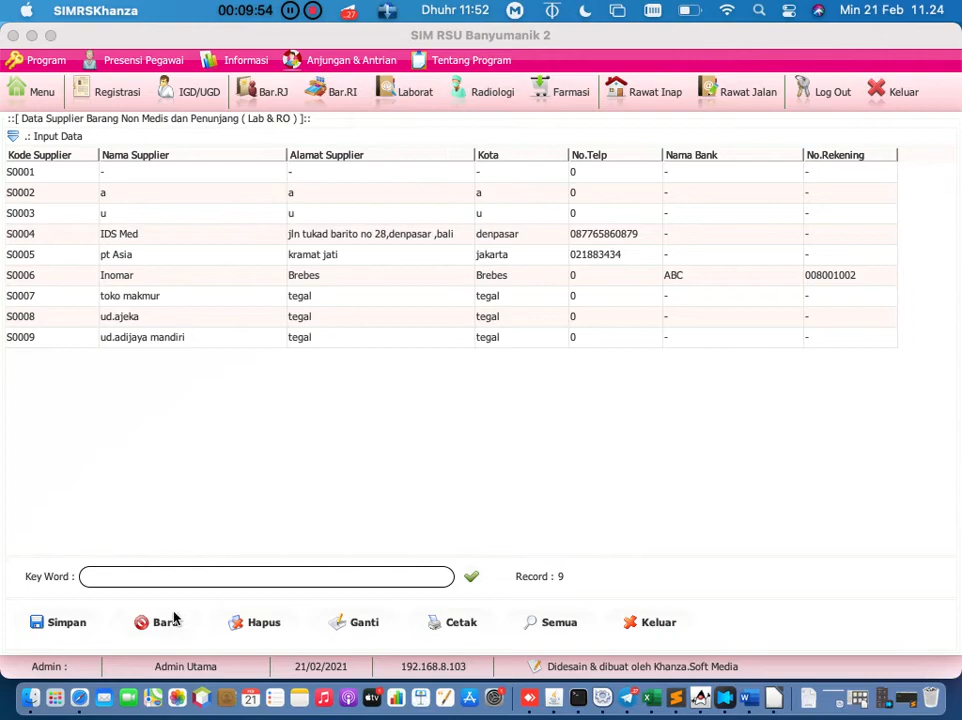 SIMRSKhanza 00:09:54 27 Dhuhr 11:52 Min 21 Feb 11.24
SIM RSU Banyumanik 2
Program Presensi Pegawai Informasi Anjungan & Antrian Tentang Program
Menu Registrasi IGD/UGD Bar.RJ Bar.RI Laborat Radiologi Farmasi Rawat Inap Rawat Jalan Log Out Keluar
::[ Data Supplier Barang Non Medis dan Penunjang ( Lab & RO ) ]::
.: Input Data
Kode Supplier Nama Supplier Alamat Supplier Kota No.Telp Nama Bank No.Rekening
S0001 - - - 0 - -
S0002 a a a 0 - -
S0003 u u u 0 - -
S0004 IDS Med jln tukad barito no 28,denpasar ,bali denpasar 087765860879 - -
S0005 pt Asia kramat jati jakarta 021883434 - -
S0006 Inomar Brebes Brebes 0 ABC 008001002
S0007 toko makmur tegal tegal 0 - -
S0008 ud.ajeka tegal tegal 0 - -
S0009 ud.adijaya mandiri tegal tegal 0 - -
Key Word : Record : 9
Simpan Hapus Ganti Cetak Semua Keluar
Admin : Admin Utama 21/02/2021 192.168.8.103 Didesain & dibuat oleh Khanza.Soft Media